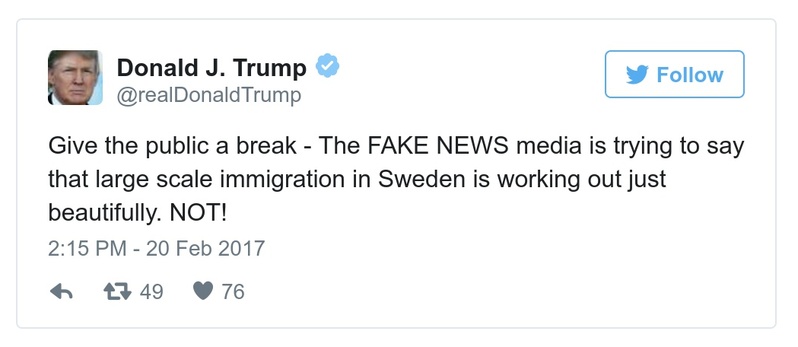 Donald J. Trump
@realDonaldTrump
Follow
Give the public a break - The FAKE NEWS media is trying to say
that large scale immigration in Sweden is working out just
beautifully. NOT!
2:15 PM - 20 Feb 2017
49 76